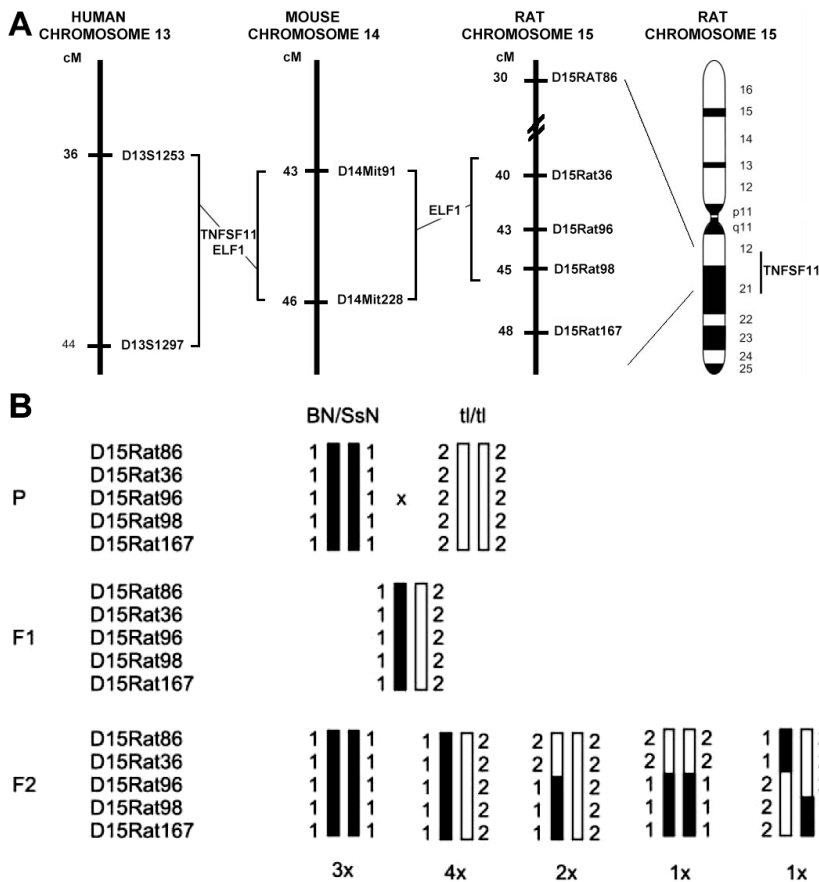 A
HUMAN
CHROMOSOME 13
MOUSE
CHROMOSOME 14
RAT
CHROMOSOME 15
RAT
CHROMOSOME 15
cM
cM
cM
36 D13S1253
44 D13S1297
TNFSF11
ELF1
43 D14Mit91
46 D14Mit228
ELF1
30 D15RAT86
40 D15Rat36
43 D15Rat96
45 D15Rat98
48 D15Rat167
16
15
14
13
12
p11
q11
12
21
22
23
24
25
TNFSF11
B
BN/SsN tl/tl
P
D15Rat86 1 1 2 2
D15Rat36 1 1 2 2
D15Rat96 1 1 x 2 2
D15Rat98 1 1 2 2
D15Rat167 1 1 2 2
F1
D15Rat86 1 2
D15Rat36 1 2
D15Rat96 1 2
D15Rat98 1 2
D15Rat167 1 2
F2
D15Rat86 1 1 1 2 2 2 2 2 1
D15Rat36 1 1 1 2 2 2 2 2 1
D15Rat96 1 1 1 2 1 2 1 1 2
D15Rat98 1 1 1 2 1 2 1 1 2
D15Rat167 1 1 1 2 1 2 1 1 2
3x 4x 2x 1x 1x